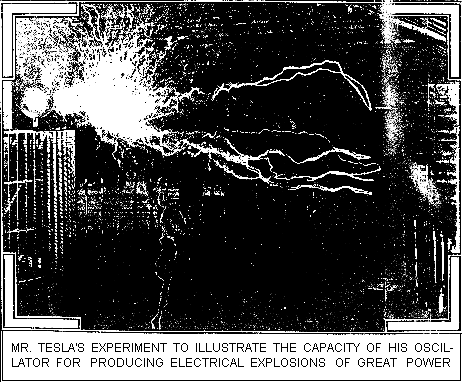 MR. TESLA'S EXPERIMENT TO ILLUSTRATE THE CAPACITY OF HIS OSCIL-
LATOR FOR PRODUCING ELECTRICAL EXPLOSIONS OF GREAT POWER